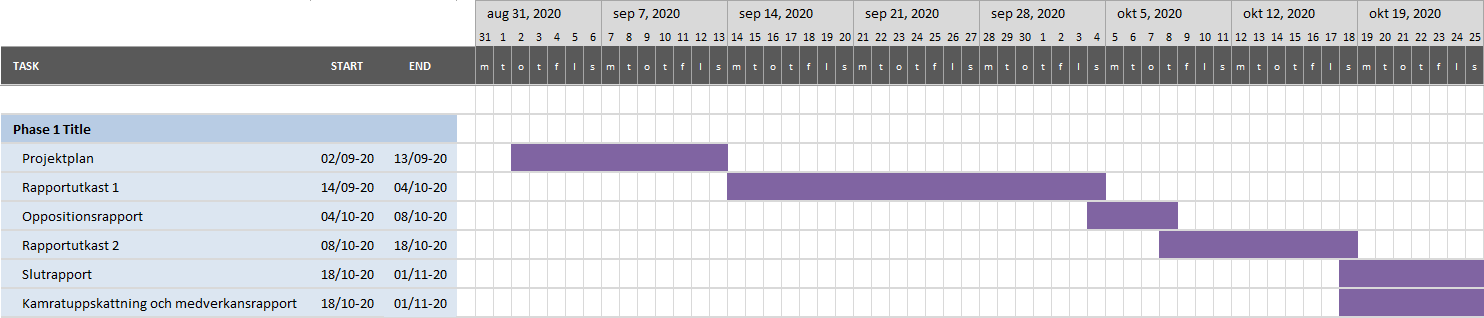 aug 31, 2020 sep 7, 2020 sep 14, 2020 sep 21, 2020 sep 28, 2020 okt 5, 2020 okt 12, 2020 okt 19, 2020
31 1 2 3 4 5 6 7 8 9 10 11 12 13 14 15 16 17 18 19 20 21 22 23 24 25 26 27 28 29 30 1 2 3 4 5 6 7 8 9 10 11 12 13 14 15 16 17 18 19 20 21 22 23 24 25
TASK START END m t o t f l s m t o t f l s m t o t f l s m t o t f l s m t o t f l s m t o t f l s m t o t f l s m t o t f l s
Phase 1 Title
Projektplan 02/09-20 13/09-20
Rapportutkast 1 14/09-20 04/10-20
Oppositionsrapport 04/10-20 08/10-20
Rapportutkast 2 08/10-20 18/10-20
Slutrapport 18/10-20 01/11-20
Kamratuppskattning och medverkansrapport 18/10-20 01/11-20